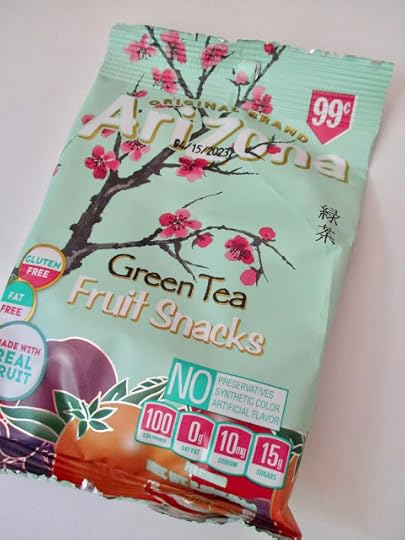 99¢
ORIGINAL BRAND
AriZona
04/15/2023
緑
茶
Green Tea
Fruit Snacks
GLUTEN
FREE
FAT
FREE
MADE WITH
REAL
FRUIT
NO
PRESERVATIVES
SYNTHETIC COLOR
ARTIFICIAL FLAVOR
100
CALORIES
0g
SAT FAT
10mg
SODIUM
15g
SUGARS